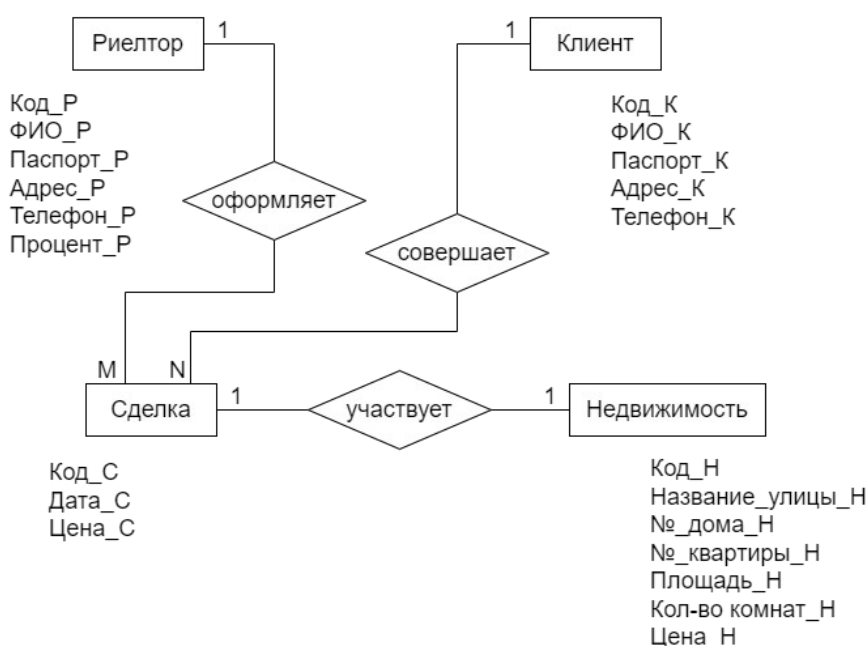 Риелтор
1
1
Клиент
Код_Р
ФИО_Р
Паспорт_Р
Адрес_Р
Телефон_Р
Процент_Р
оформляет
Код_К
ФИО_К
Паспорт_К
Адрес_К
Телефон_К
совершает
M
N
Сделка
1
участвует
1
Недвижимость
Код_С
Дата_С
Цена_С
Код_Н
Название_улицы_Н
№_дома_Н
№_квартиры_Н
Площадь_Н
Кол-во комнат_Н
Цена_Н